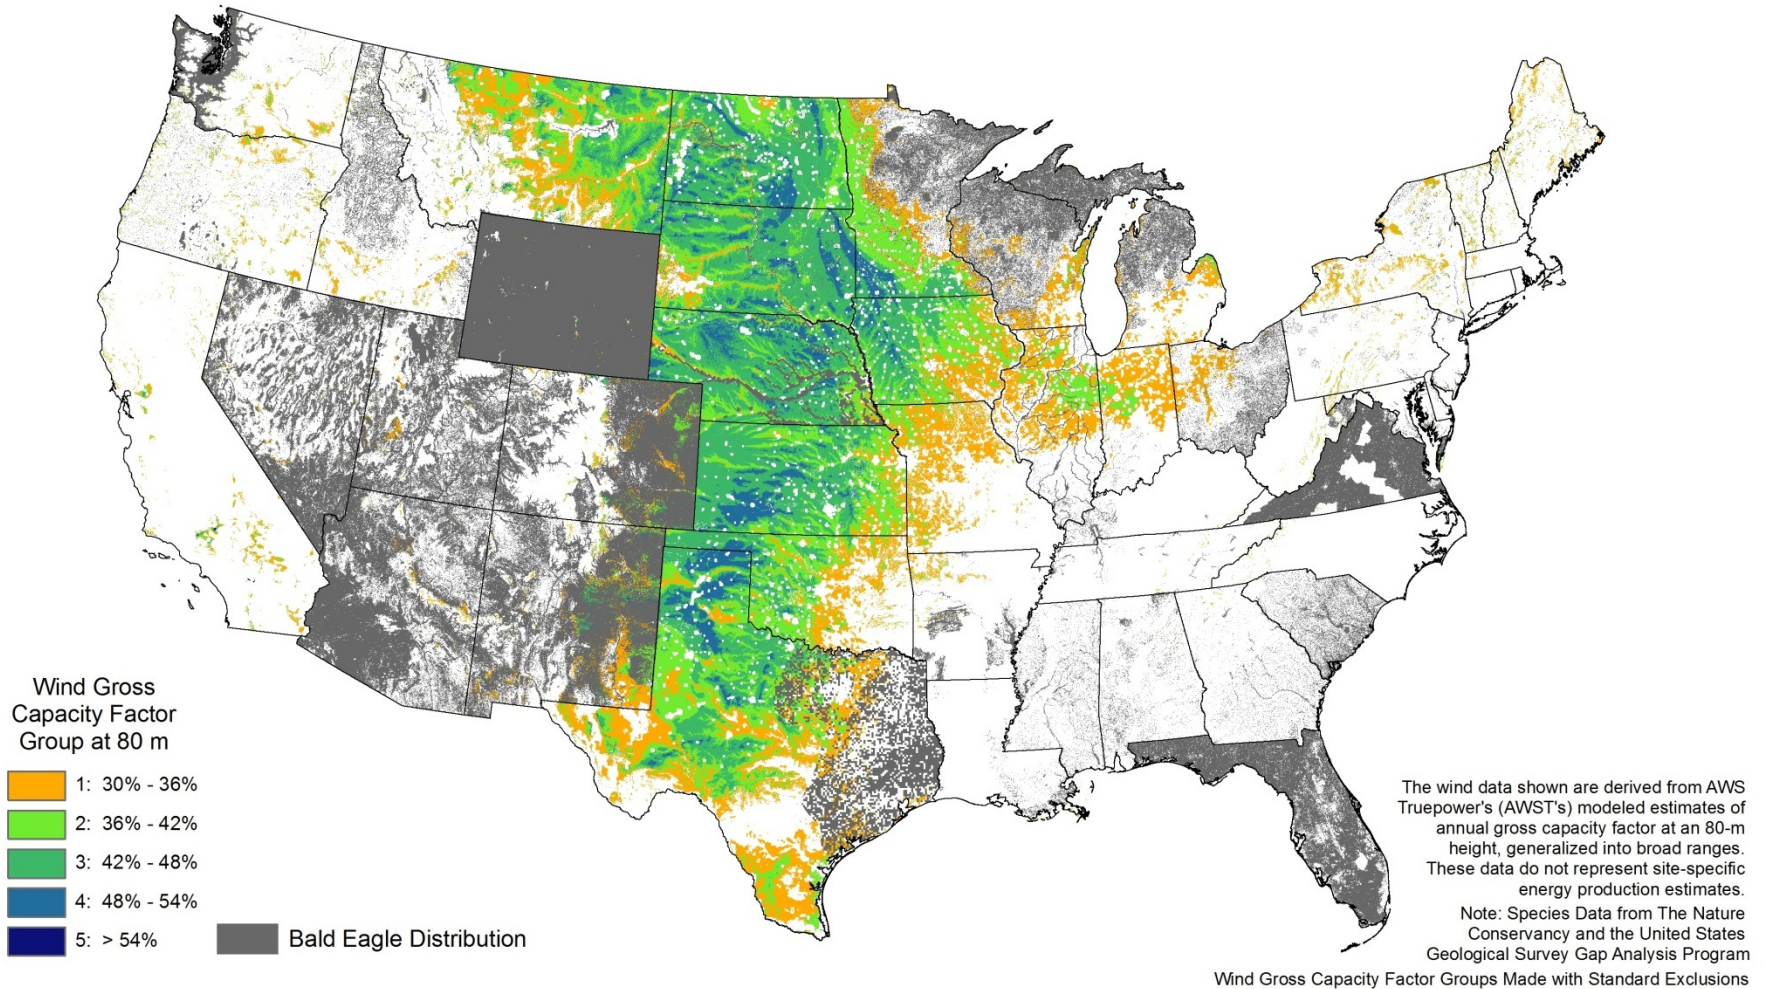 Wind Gross
Capacity Factor
Group at 80 m
1: 30% - 36%
2: 36% - 42%
3: 42% - 48%
4: 48% - 54%
5: > 54%
Bald Eagle Distribution
The wind data shown are derived from AWS
Truepower's (AWST's) modeled estimates of
annual gross capacity factor at an 80-m
height, generalized into broad ranges.
These data do not represent site-specific
energy production estimates.
Note: Species Data from The Nature
Conservancy and the United States
Geological Survey Gap Analysis Program
Wind Gross Capacity Factor Groups Made with Standard Exclusions